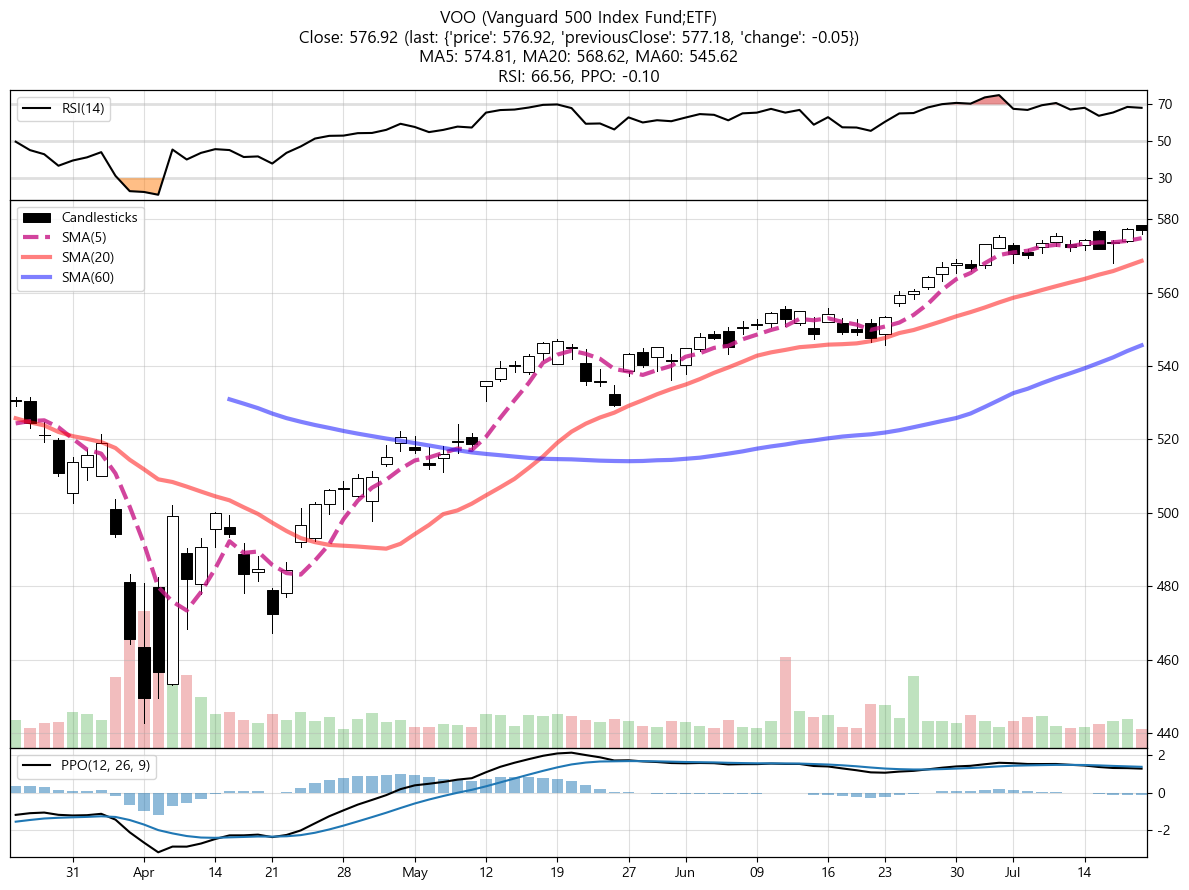 VOO (Vanguard 500 Index Fund;ETF)
Close: 576.92 (last: {'price': 576.92, 'previousClose': 577.18, 'change': -0.05})
MA5: 574.81, MA20: 568.62, MA60: 545.62
RSI: 66.56, PPO: -0.10
RSI(14)
70
50
30
Candlesticks
SMA(5)
SMA(20)
SMA(60)
580
560
540
520
500
480
460
440
PPO(12, 26, 9)
2
0
-2
31 Apr 14 21 28 May 12 19 27 Jun 09 16 23 30 Jul 14